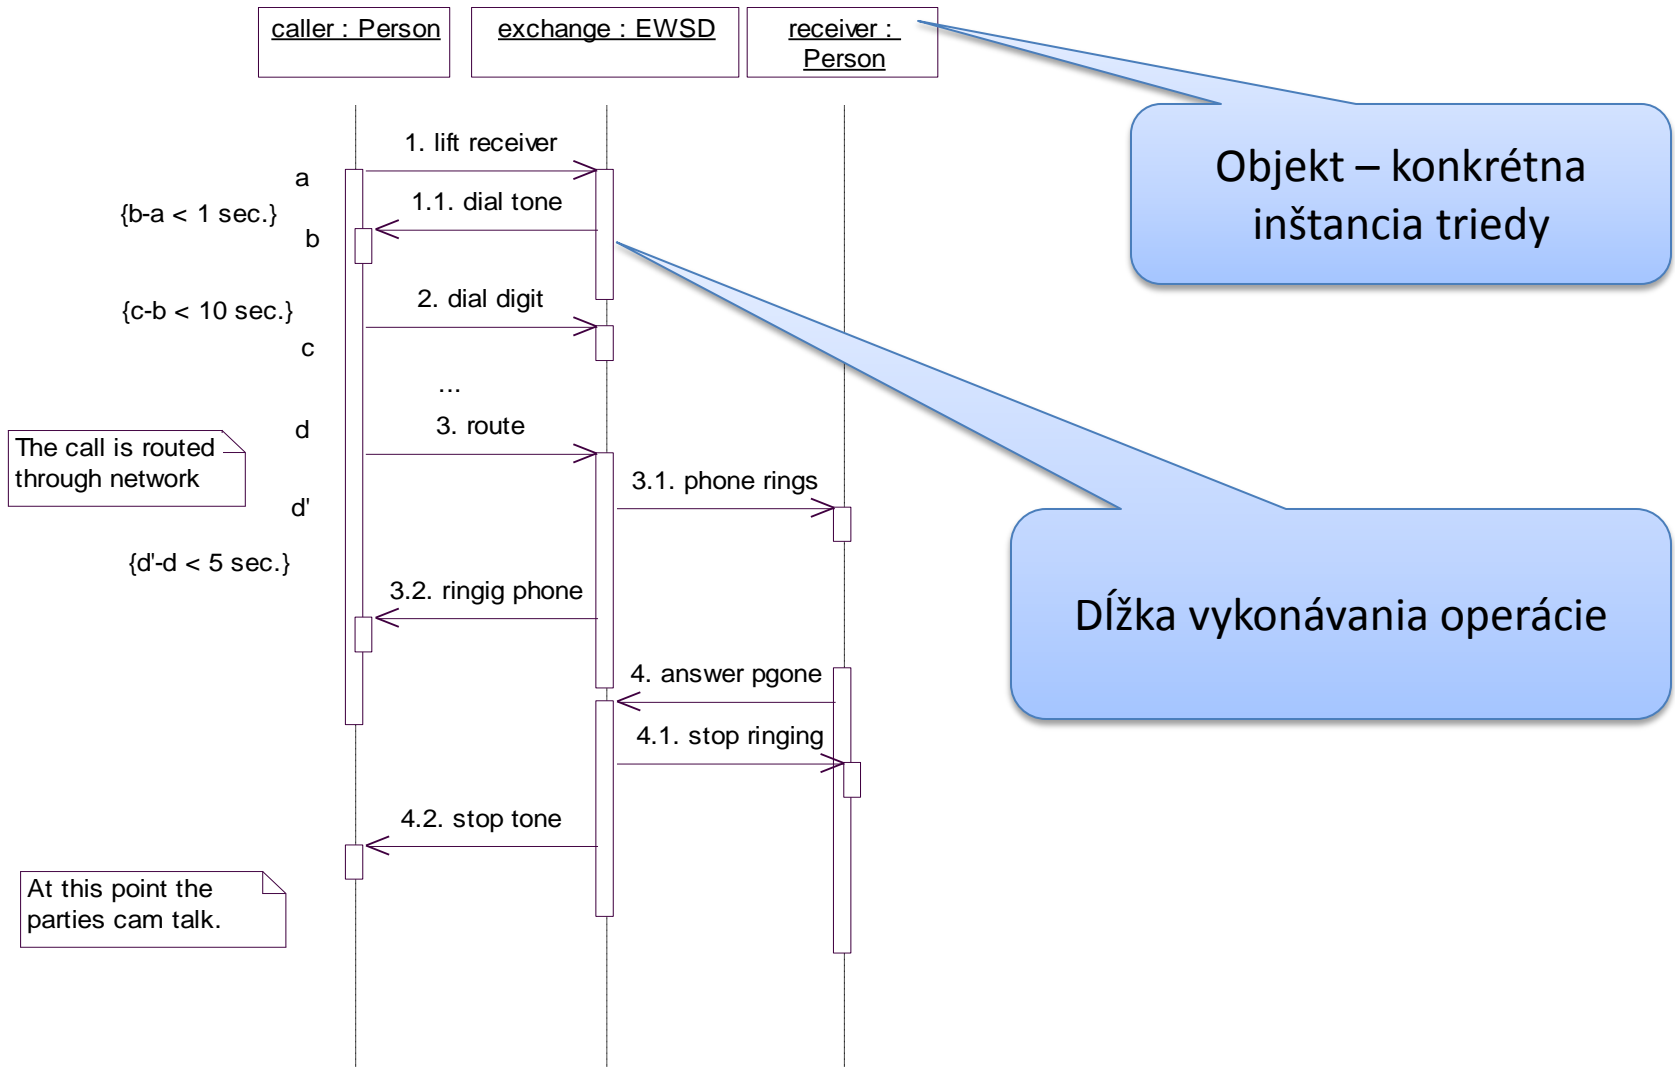 caller : Person
exchange : EWSD
receiver :
Person
Objekt – konkrétna
inštancia triedy
1. lift receiver
a
{b-a < 1 sec.}
1.1. dial tone
b
2. dial digit
{c-b < 10 sec.}
c
...
d
3. route
The call is routed
through network
3.1. phone rings
d'
{d'-d < 5 sec.}
3.2. ringig phone
Dĺžka vykonávania operácie
4. answer pgone
4.1. stop ringing
4.2. stop tone
At this point the
parties cam talk.